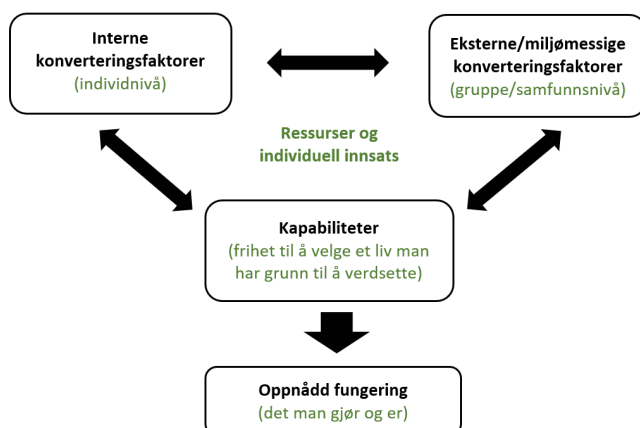 Interne
konverteringsfaktorer
(individnivå)
Eksterne/miljømessige
konverteringsfaktorer
(gruppe/samfunnsnivå)
Ressurser og
individuell innsats
Kapabiliteter
(frihet til å velge et liv man
har grunn til å verdsette)
Oppnådd fungering
(det man gjør og er)